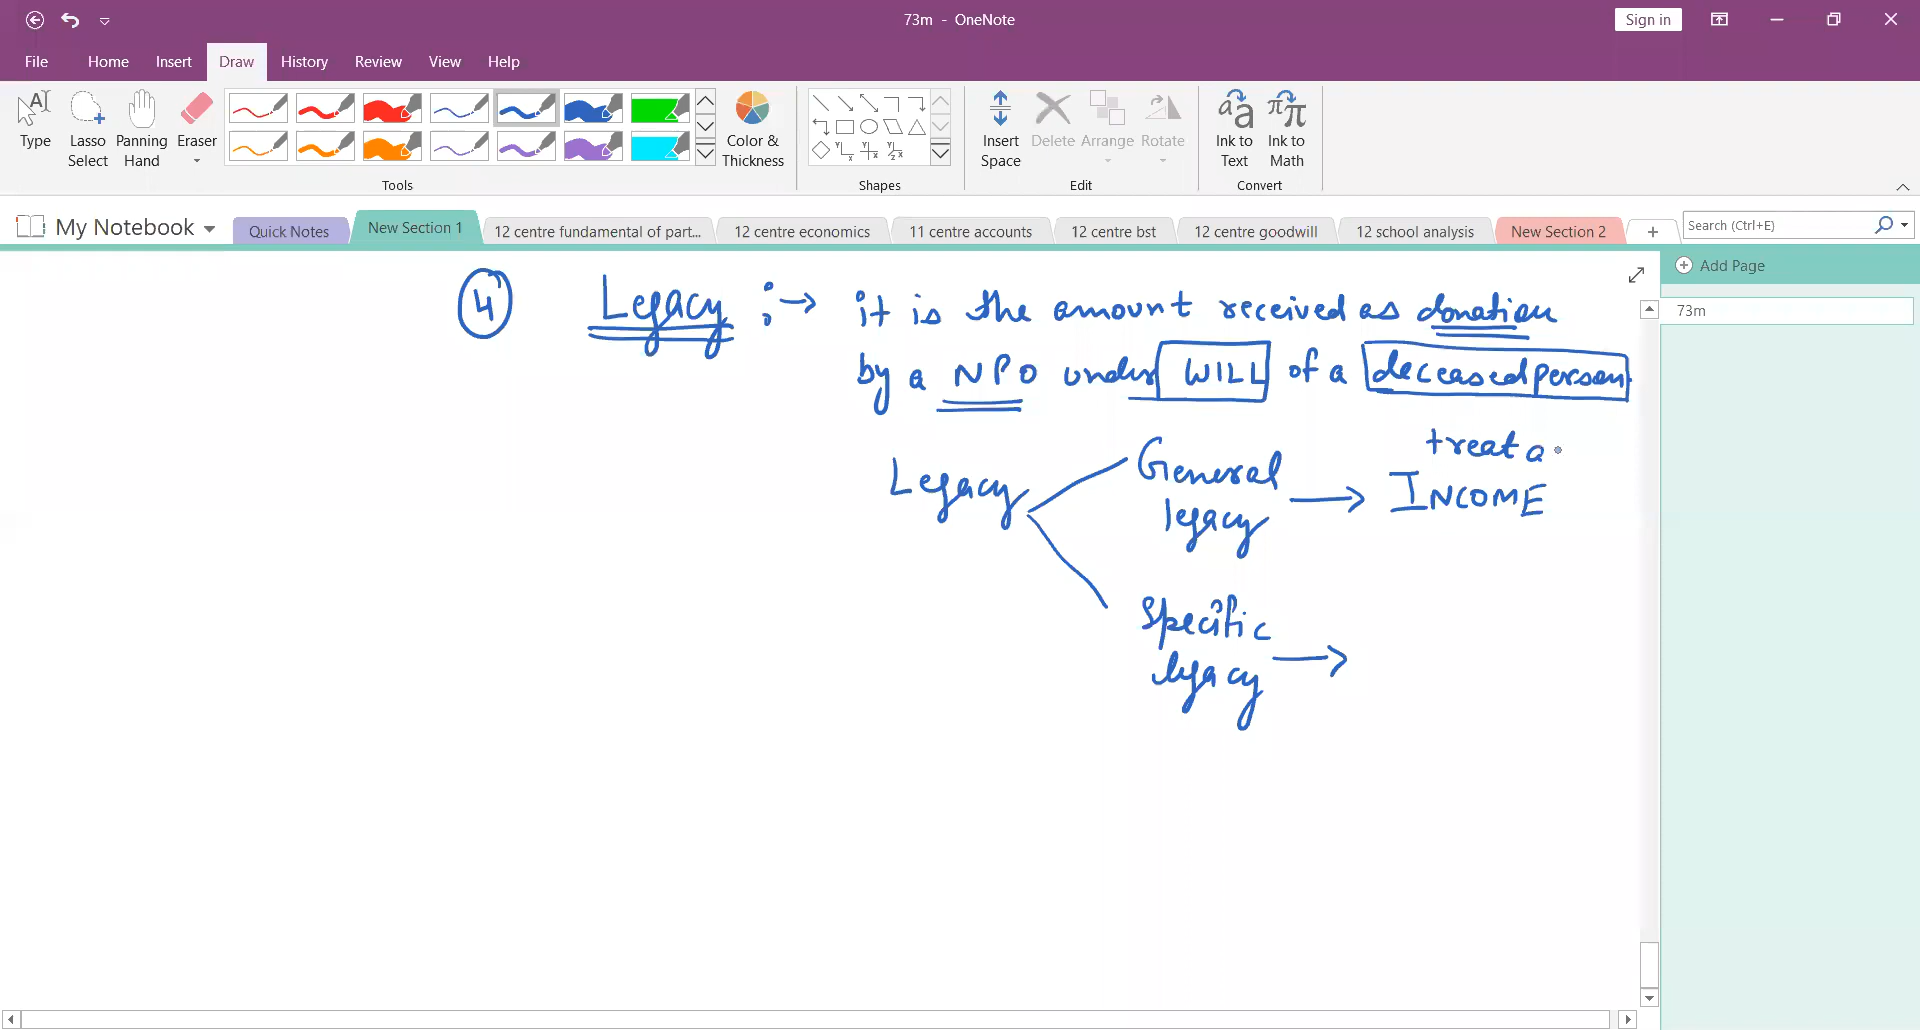 73m - OneNote
Sign in
File Home Insert Draw History Review View Help
Type
Lasso Select
Panning Hand
Eraser
Color & Thickness
Insert Space
Delete
Arrange
Rotate
Ink to Text
Ink to Math
Tools
Shapes
Edit
Convert
My Notebook
Quick Notes
New Section 1
12 centre fundamental of part...
12 centre economics
11 centre accounts
12 centre bst
12 centre goodwill
12 school analysis
New Section 2
Search (Ctrl+E)
Add Page
73m
4 Legacy :→ it is the amount received as donation
by a NPO under WILL of a deceased person
Legacy
General legacy →
treat a
INCOME
Specific legacy →